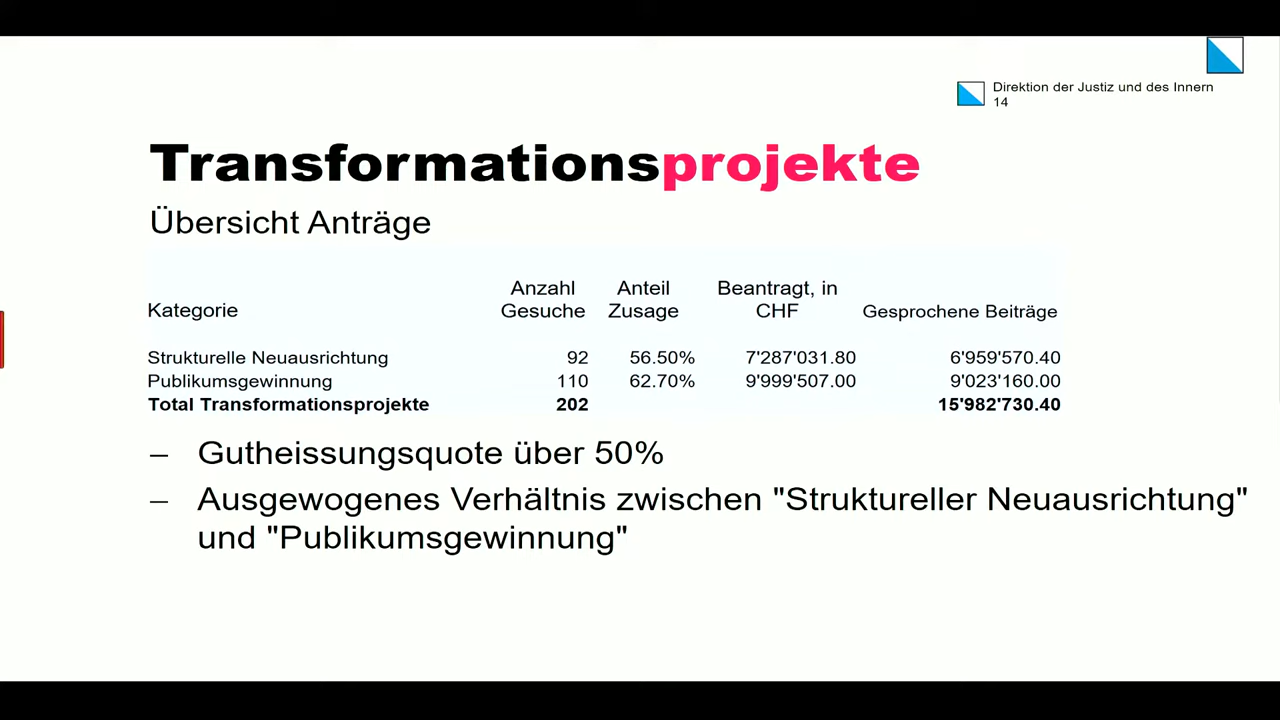 Direktion der Justiz und des Innern
14
Transformationsprojekte
Übersicht Anträge
Kategorie Anzahl Gesuche Anteil Zusage Beantragt, in CHF Gesprochene Beiträge
Strukturelle Neuausrichtung 92 56.50% 7'287'031.80 6'959'570.40
Publikumsgewinnung 110 62.70% 9'999'507.00 9'023'160.00
Total Transformationsprojekte 202 15'982'730.40
– Gutheissungsquote über 50%
– Ausgewogenes Verhältnis zwischen "Struktureller Neuausrichtung"
und "Publikumsgewinnung"